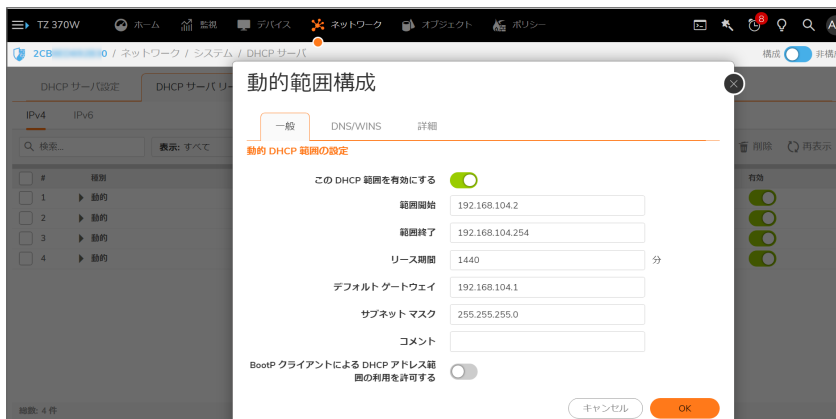 TZ 370W ホーム 監視 デバイス ネットワーク オブジェクト ポリシー 8 A
2CB 0 / ネットワーク / システム / DHCP サーバ 構成 非構
DHCP サーバ設定 DHCP サーバ リー
動的範囲構成
IPv4 IPv6
一般 DNS/WINS 詳細
検索... 表示: すべて 削除 再表示
動的 DHCP 範囲の設定
# 種別 有効
この DHCP 範囲を有効にする
1 動的
範囲開始 192.168.104.2
2 動的
範囲終了 192.168.104.254
3 動的
4 動的
リース期間 1440 分
デフォルト ゲートウェイ 192.168.104.1
サブネット マスク 255.255.255.0
コメント
BootP クライアントによる DHCP アドレス範
囲の利用を許可する
総数: 4 件
キャンセル OK